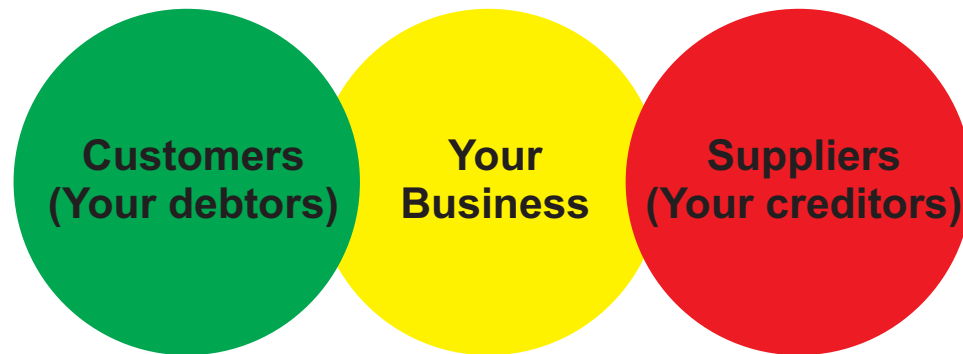 Customers
(Your debtors)
Your
Business
Suppliers
(Your creditors)